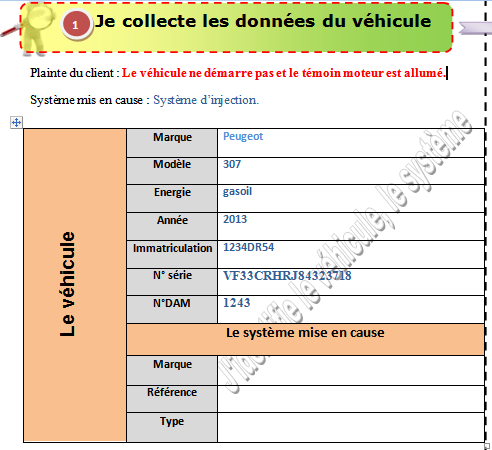 1 Je collecte les données du véhicule
Plainte du client : Le véhicule ne démarre pas et le témoin moteur est allumé.
Système mis en cause : Système d'injection.
Le véhicule
Marque Peugeot
Modèle 307
Energie gasoil
Année 2013
Immatriculation 1234DR54
N° série VF33CRHRJ84323718
N°DAM 1243
Le système mise en cause
Marque
Référence
Type
J'identifie le véhicule, le système